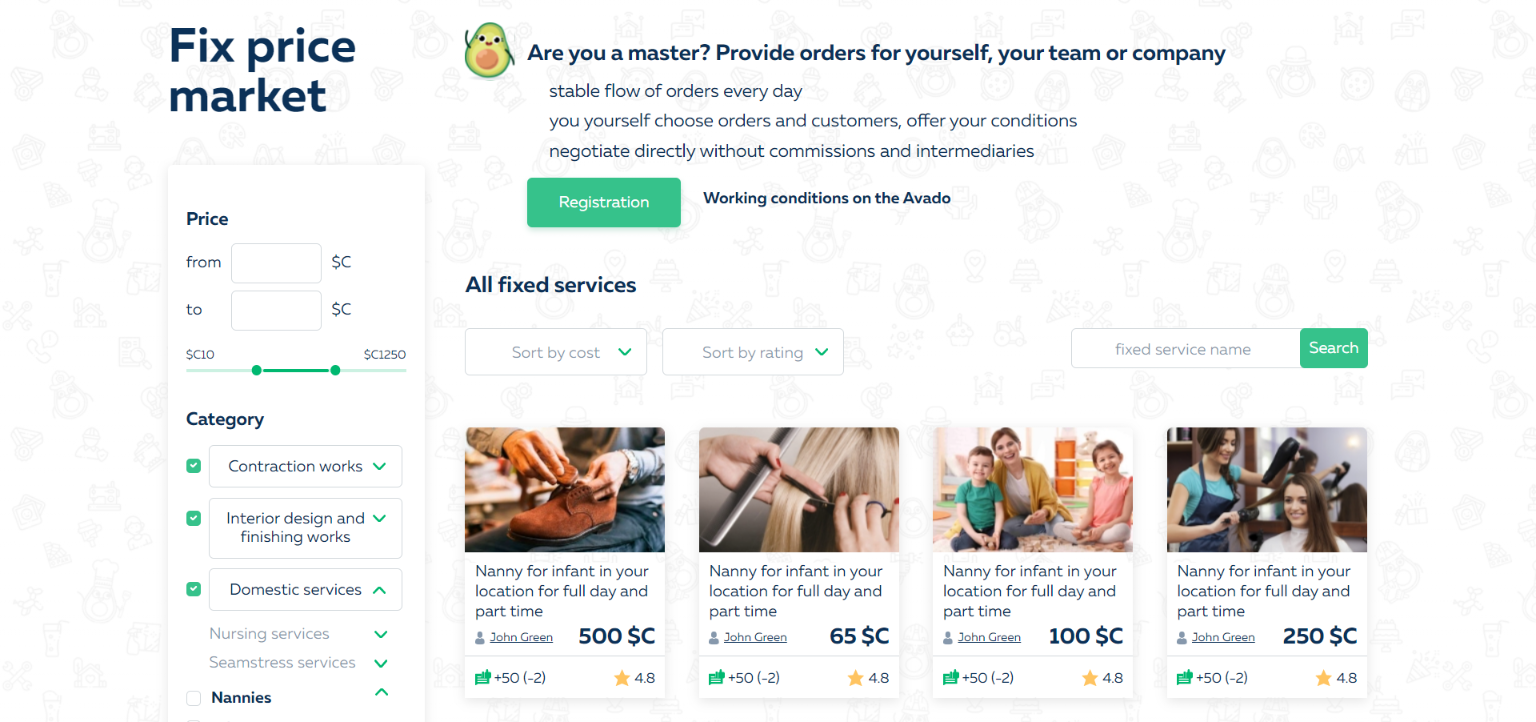 Fix price
market
Are you a master? Provide orders for yourself, your team or company
stable flow of orders every day
you yourself choose orders and customers, offer your conditions
negotiate directly without commissions and intermediaries
Registration
Working conditions on the Avado
Price
from
$C
to
$C
$C10
$C1250
Category
Contraction works
Interior design and
finishing works
Domestic services
Nursing services
Seamstress services
Nannies
All fixed services
Sort by cost
Sort by rating
fixed service name
Search
Nanny for infant in your
location for full day and
part time
John Green
500 $C
+50 (-2)
4.8
Nanny for infant in your
location for full day and
part time
John Green
65 $C
+50 (-2)
4.8
Nanny for infant in your
location for full day and
part time
John Green
100 $C
+50 (-2)
4.8
Nanny for infant in your
location for full day and
part time
John Green
250 $C
+50 (-2)
4.8